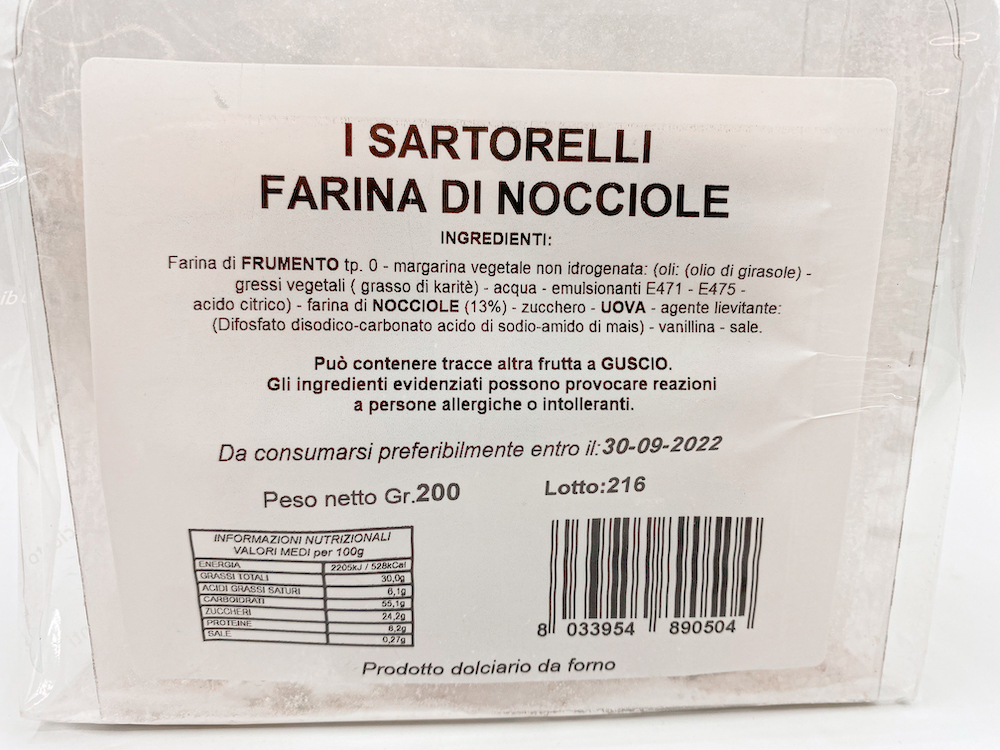 I SARTORELLI
FARINA DI NOCCIOLE
INGREDIENTI:
Farina di FRUMENTO tp. 0 - margarina vegetale non idrogenata: (oli: (olio di girasole) -
gressi vegetali ( grasso di karitè) - acqua - emulsionanti E471 - E475 -
acido citrico) - farina di NOCCIOLE (13%) - zucchero - UOVA - agente lievitante:
(Difosfato disodico-carbonato acido di sodio-amido di mais) - vanillina - sale.
Può contenere tracce altra frutta a GUSCIO.
Gli ingredienti evidenziati possono provocare reazioni
a persone allergiche o intolleranti.
Da consumarsi preferibilmente entro il:30-09-2022
Peso netto Gr.200 Lotto:216
INFORMAZIONI NUTRIZIONALI
VALORI MEDI per 100g
ENERGIA 2205kJ / 528kCal
GRASSI TOTALI 30,0g
ACIDI GRASSI SATURI 6,1g
CARBOIDRATI 55,1g
ZUCCHERI 24,2g
PROTEINE 6,2g
SALE 0,27g
8 033954 890504
Prodotto dolciario da forno